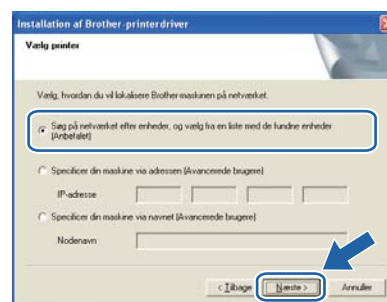 Installation af Brother-printerdriver
Vælg printer
Vælg, hvordan du vil lokalisere Brother maskinen på netværket.
Søg på netværket efter enheder, og vælg fra en liste med de fundne enheder
(Anbefalet)
Specificer din maskine via adressen (Avancerede brugere)
IP-adresse
Specificer din maskine via navnet (Avancerede brugere)
Nodenavn
< Tilbage
Næste >
Annuller